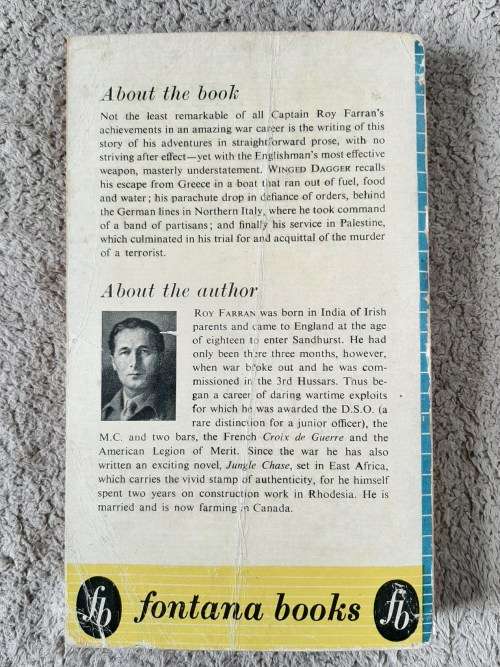 About the book
Not the least remarkable of all Captain Roy Farran's
achievements in an amazing war career is the writing of this
story of his adventures in straightforward prose, with no
striving after effect—yet with the Englishman's most effective
weapon, masterly understatement. WINGED DAGGER recalls
his escape from Greece in a boat that ran out of fuel, food
and water; his parachute drop in defiance of orders, behind
the German lines in Northern Italy, where he took command
of a band of partisans; and finally his service in Palestine,
which culminated in his trial for and acquittal of the murder
of a terrorist.
About the author
ROY FARRAN was born in India of Irish
parents and came to England at the age
of eighteen to enter Sandhurst. He had
only been there three months, however,
when war broke out and he was com-
missioned in the 3rd Hussars. Thus be-
gan a career of daring wartime exploits
for which he was awarded the D.S.O. (a
rare distinction for a junior officer), the
M.C. and two bars, the French Croix de Guerre and the
American Legion of Merit. Since the war he has also
written an exciting novel, Jungle Chase, set in East Africa,
which carries the vivid stamp of authenticity, for he himself
spent two years on construction work in Rhodesia. He is
married and is now farming in Canada.
fb fontana books fb